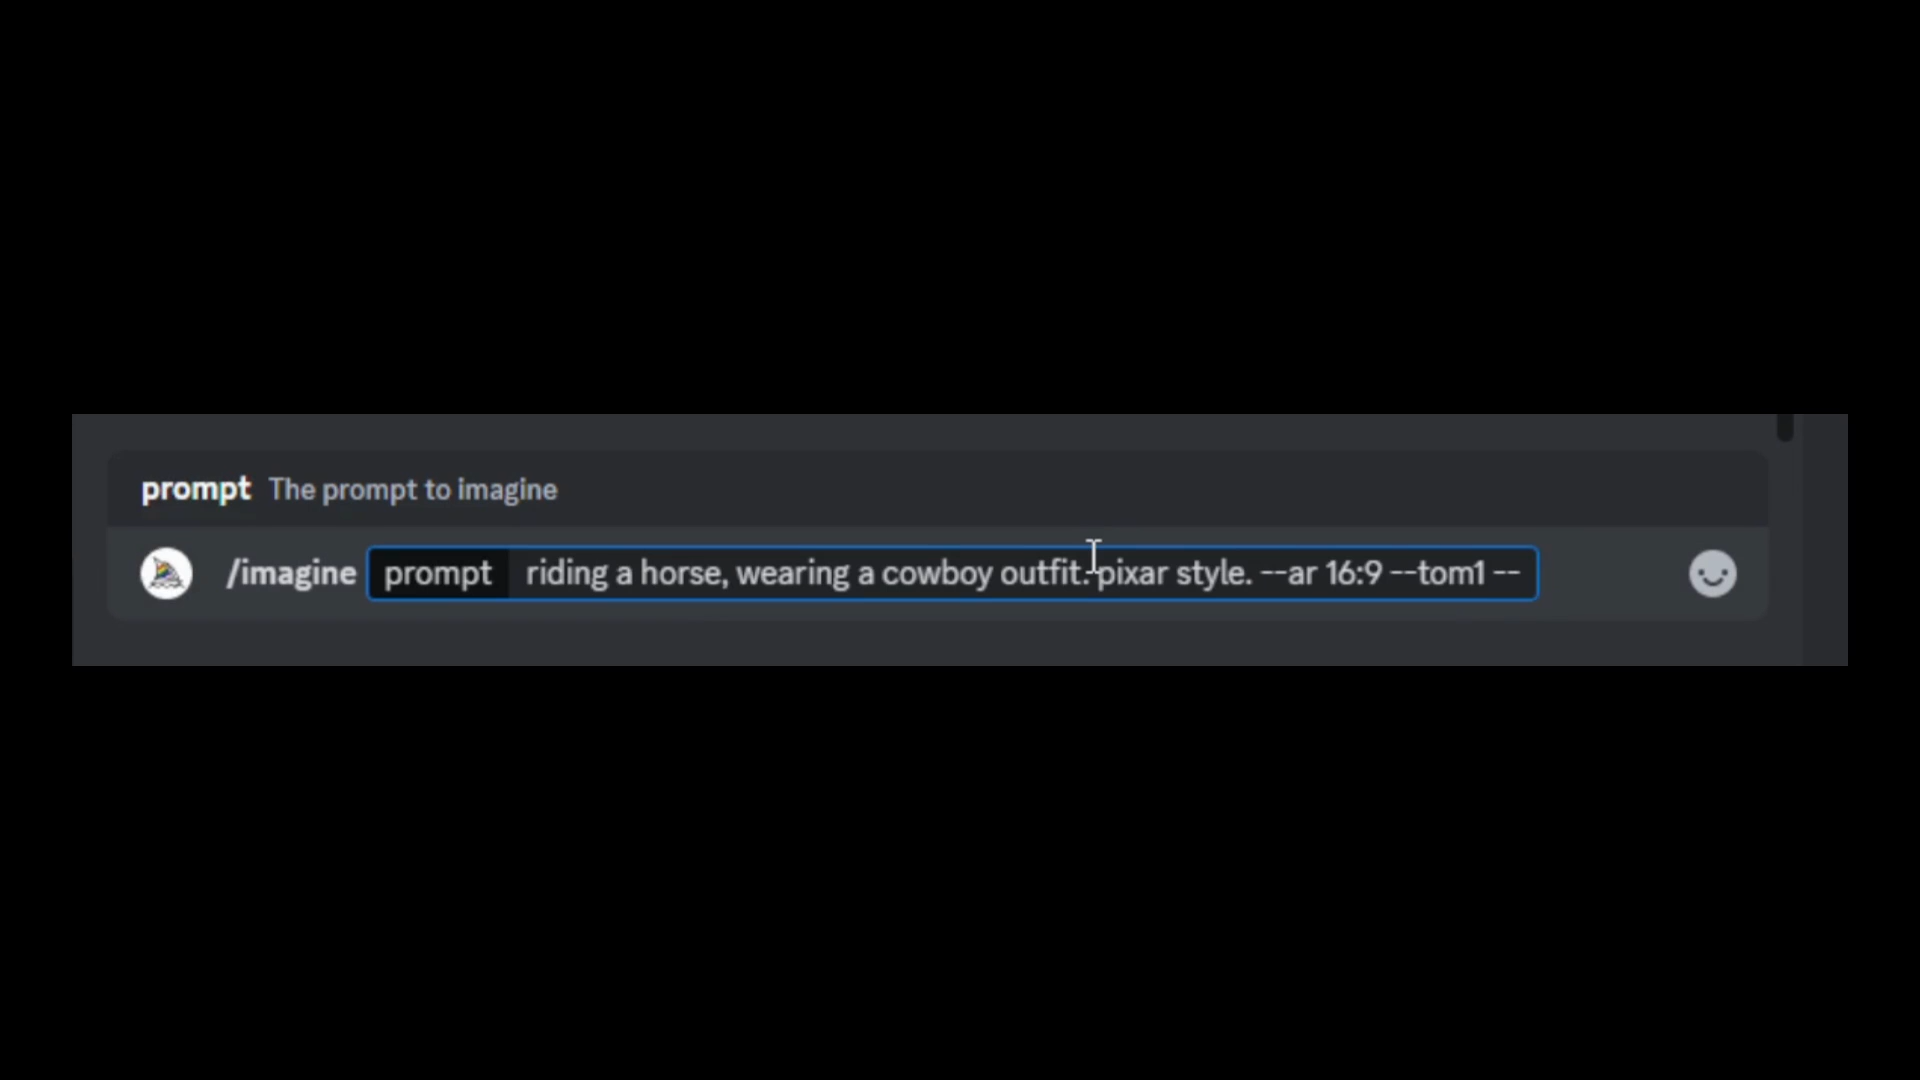 prompt The prompt to imagine
/imagine prompt riding a horse, wearing a cowboy outfit. pixar style. --ar 16:9 --tom1 --